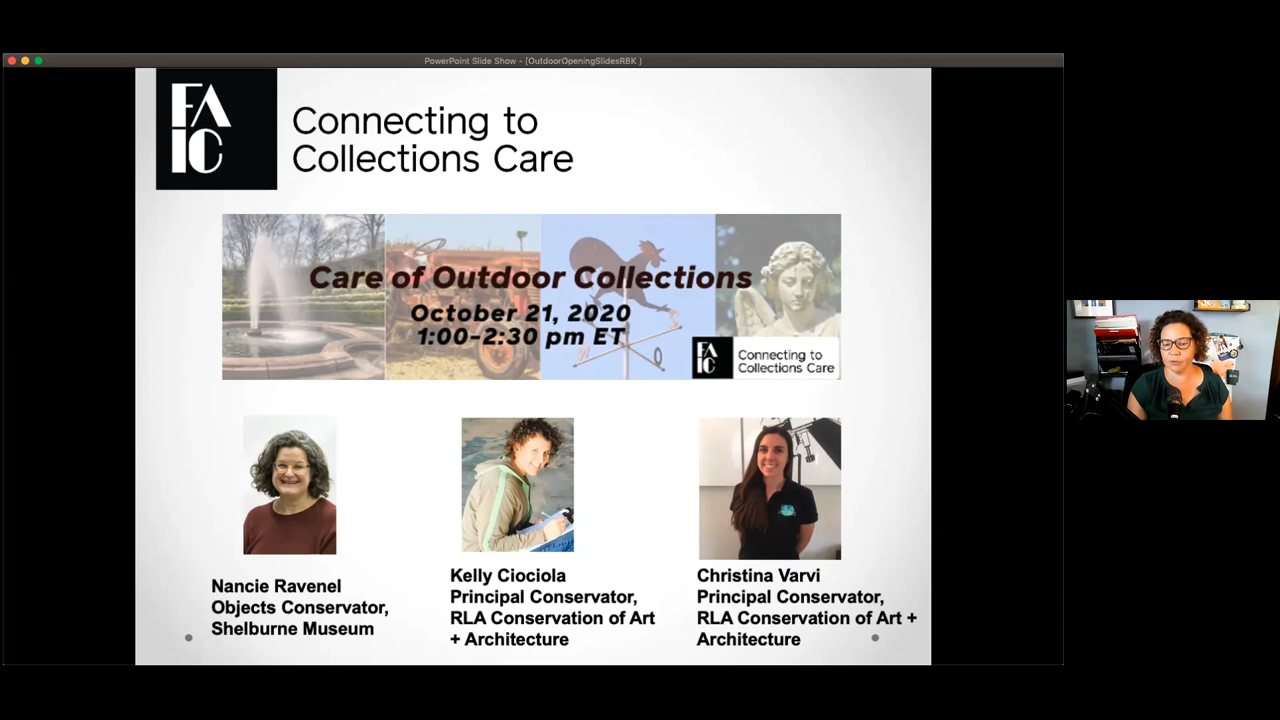 PowerPoint Slide Show - [OutdoorOpeningSlidesRBK ]
FA
IC
Connecting to
Collections Care
Care of Outdoor Collections
October 21, 2020
1:00-2:30 pm ET
FA
IC
Connecting to
Collections Care
Nancie Ravenel
Objects Conservator,
Shelburne Museum
Kelly Ciociola
Principal Conservator,
RLA Conservation of Art
+ Architecture
Christina Varvi
Principal Conservator,
RLA Conservation of Art +
Architecture